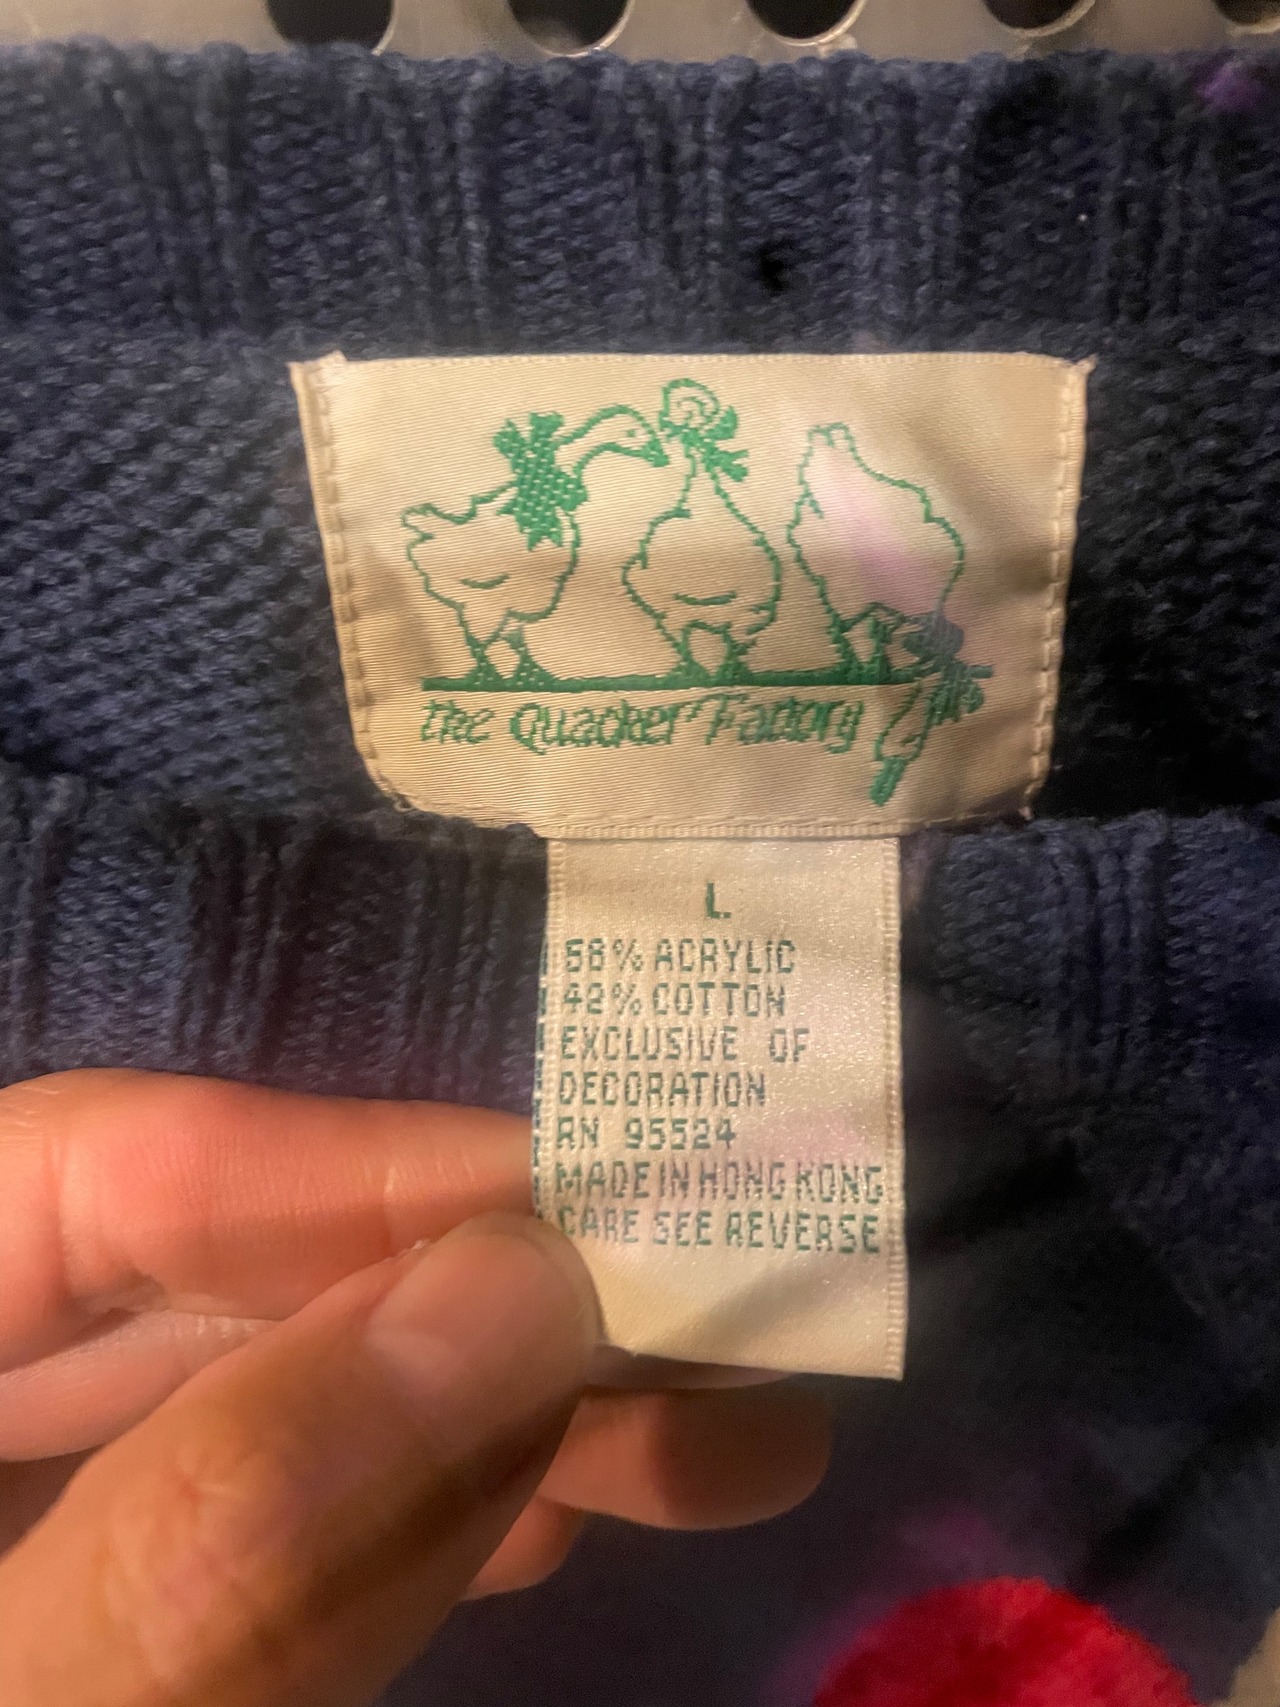 the Quacker Factory
L
58% ACRYLIC
42% COTTON
EXCLUSIVE OF
DECORATION
RN 95524
MADE IN HONG KONG
CARE SEE REVERSE